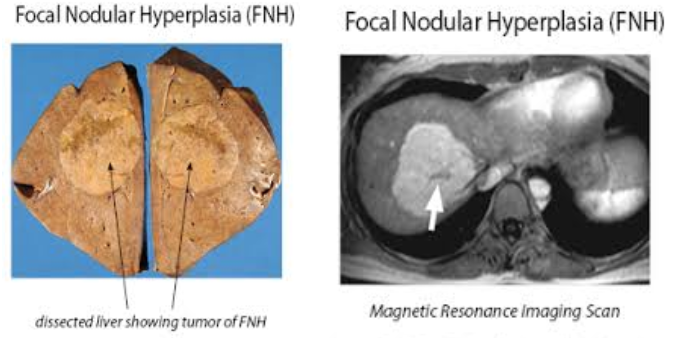 Focal Nodular Hyperplasia (FNH)
dissected liver showing tumor of FNH
Focal Nodular Hyperplasia (FNH)
Magnetic Resonance Imaging Scan